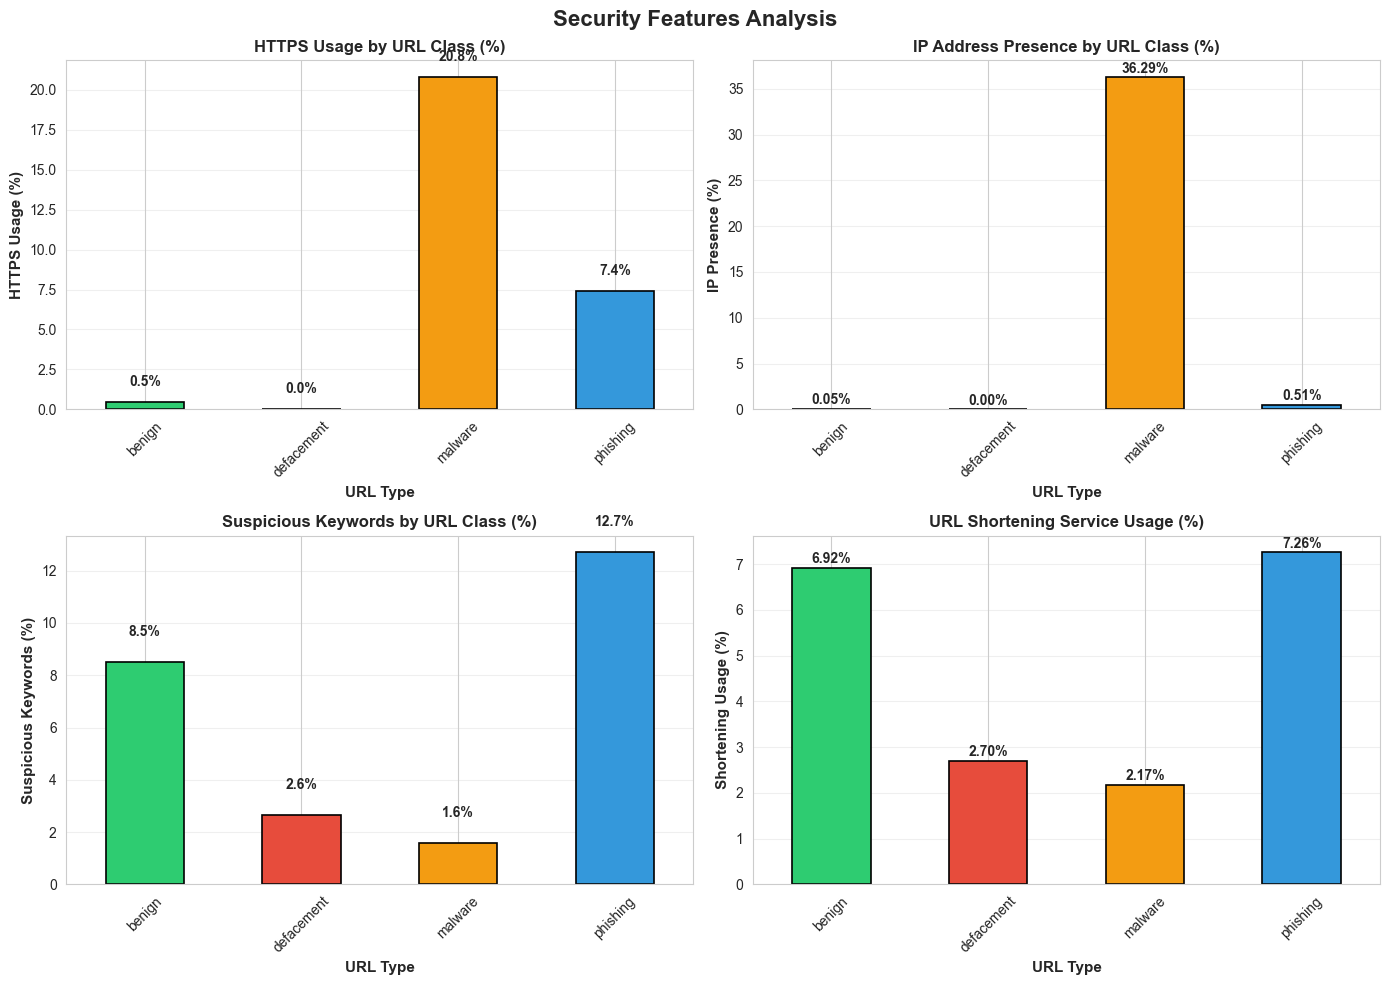 Security Features Analysis
HTTPS Usage by URL Class (%)
HTTPS Usage (%)
20.0
17.5
15.0
12.5
10.0
7.5
5.0
2.5
0.0
0.5%
0.0%
20.8%
7.4%
benign
defacement
malware
phishing
URL Type
IP Address Presence by URL Class (%)
IP Presence (%)
35
30
25
20
15
10
5
0
0.05%
0.00%
36.29%
0.51%
benign
defacement
malware
phishing
URL Type
Suspicious Keywords by URL Class (%)
Suspicious Keywords (%)
12
10
8
6
4
2
0
8.5%
2.6%
1.6%
12.7%
benign
defacement
malware
phishing
URL Type
URL Shortening Service Usage (%)
Shortening Usage (%)
7
6
5
4
3
2
1
0
6.92%
2.70%
2.17%
7.26%
benign
defacement
malware
phishing
URL Type